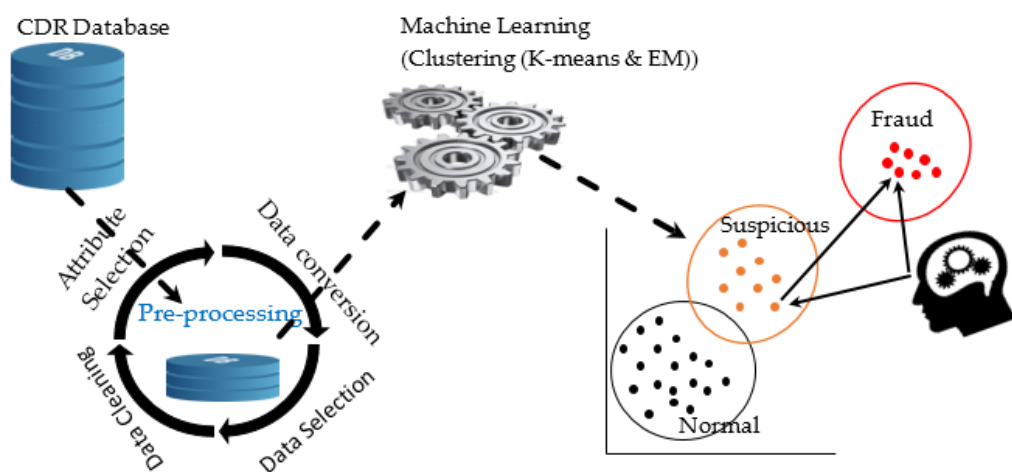 CDR Database
DB
Machine Learning
(Clustering (K-means & EM))
Fraud
Suspicious
Normal
Attribute
Selection
Data conversion
Pre-processing
DB
Data Cleaning
Data Selection